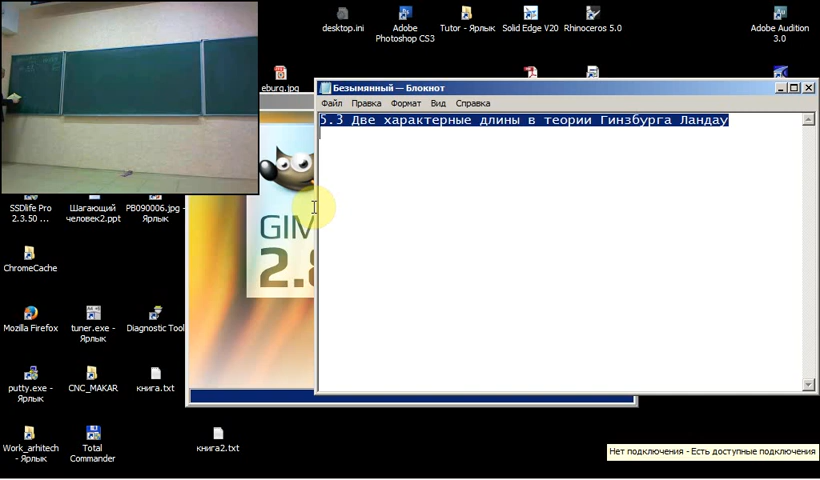 desktop.ini
Adobe Photoshop CS3
Tutor - Ярлык
Solid Edge V20
Rhinoceros 5.0
Adobe Audition 3.0
eburg.jpg
Безымянный — Блокнот
Файл Правка Формат Вид Справка
5.3 Две характерные длины в теории Гинзбурга Ландау
GIM
2.8
SSDlife Pro 2.3.50 ...
Шагающий человек2.ppt
PB090006.jpg - Ярлык
ChromeCache
Mozilla Firefox
tuner.exe - Ярлык
Diagnostic Tool
putty.exe - Ярлык
CNC_MAKAR
книга.txt
Work_arhitech - Ярлык
Total Commander
книга2.txt
Нет подключения - Есть доступные подключения